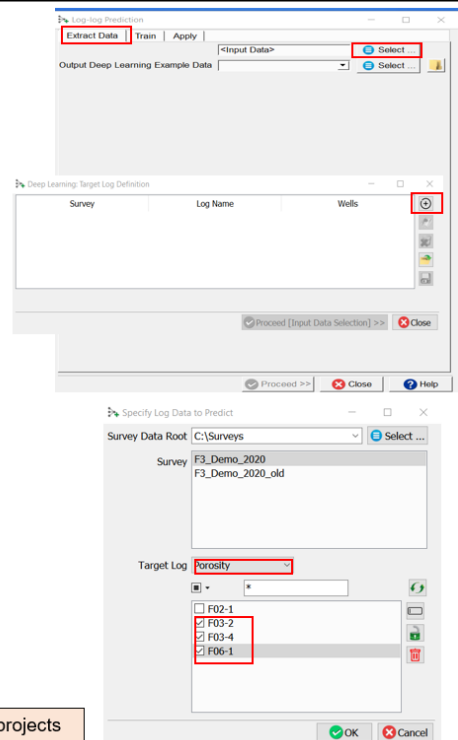 Log-log Prediction
Extract Data Train Apply
<Input Data> Select ...
Output Deep Learning Example Data Select ...
Deep Learning: Target Log Definition
Survey Log Name Wells
Proceed [Input Data Selection] >> Close
Proceed >> Close Help
Specify Log Data to Predict
Survey Data Root C:\Surveys Select ...
Survey F3_Demo_2020
F3_Demo_2020_old
Target Log Porosity
*
F02-1
F03-2
F03-4
F06-1
projects
OK Cancel